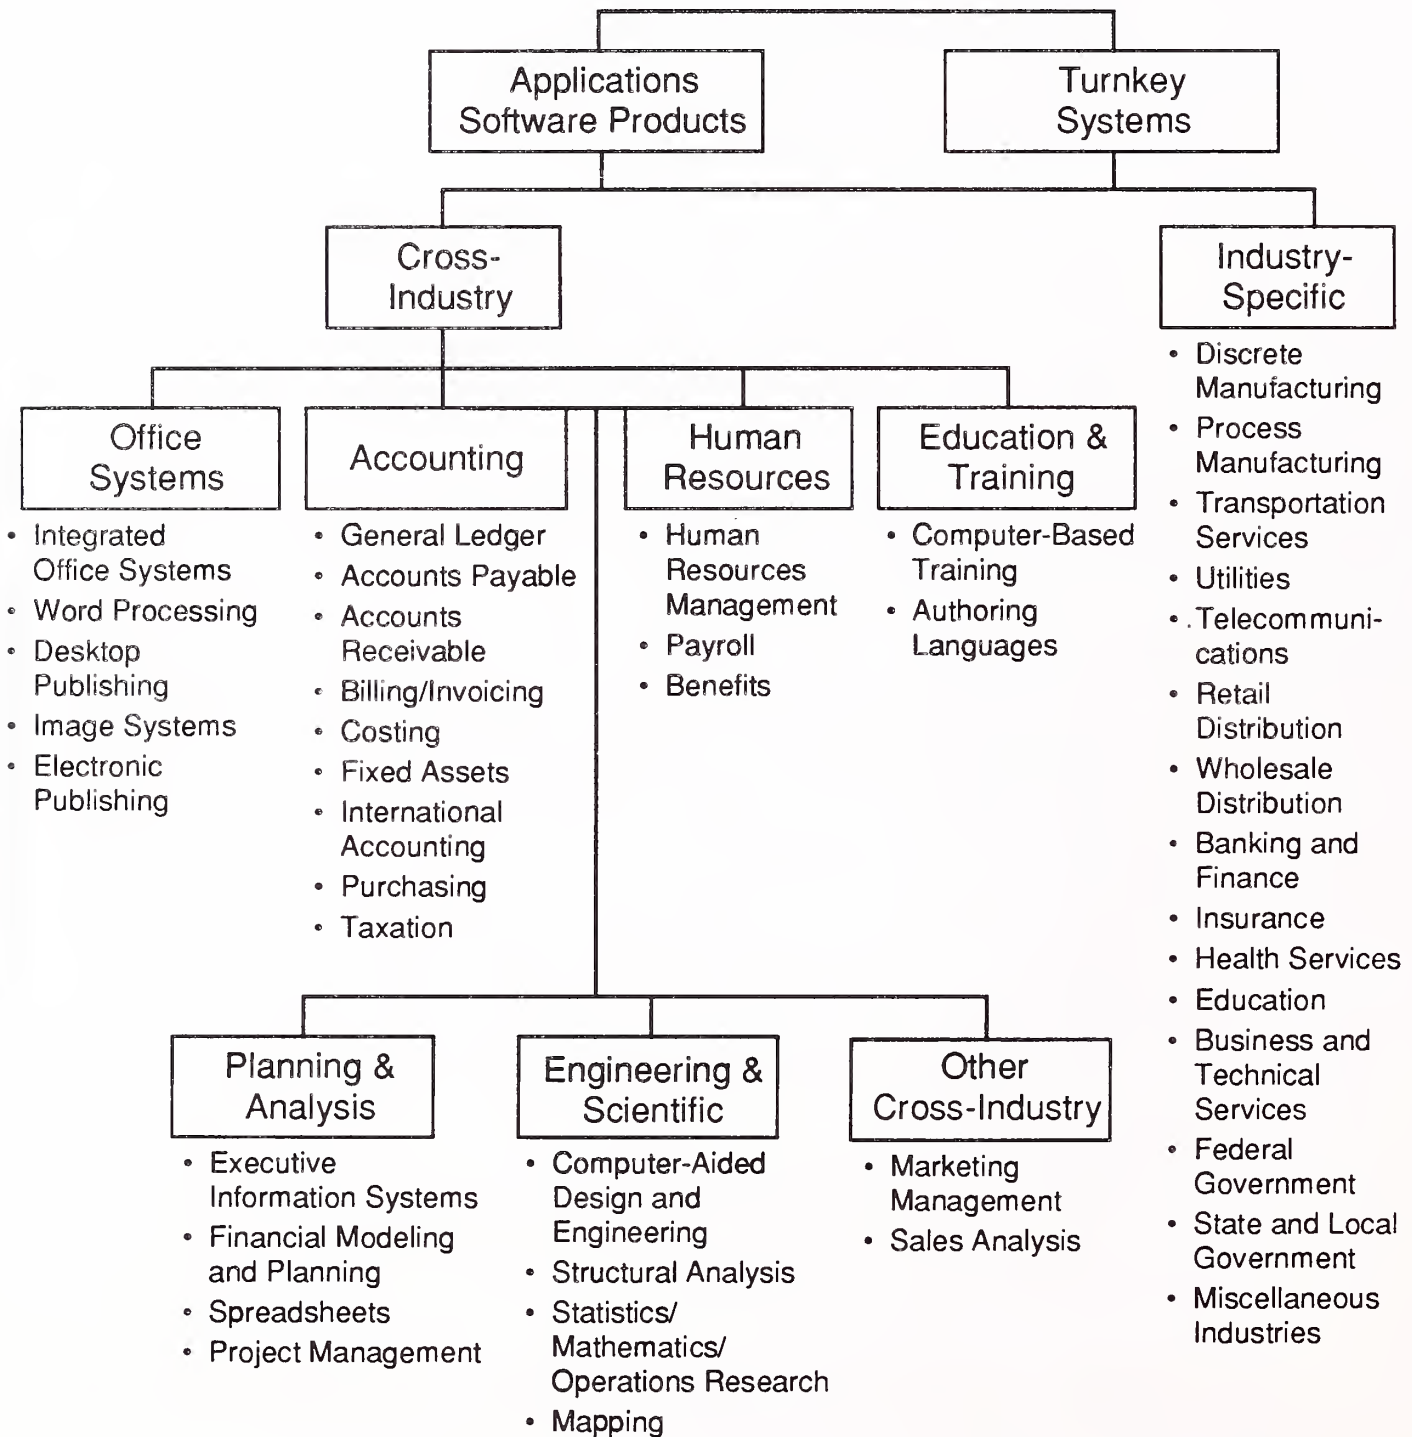 Applications
Software Products
Turnkey
Systems
Cross-
Industry
Industry-
Specific
Office
Systems
• Integrated
Office Systems
• Word Processing
• Desktop
Publishing
• Image Systems
• Electronic
Publishing
Accounting
• General Ledger
• Accounts Payable
• Accounts
Receivable
• Billing/Invoicing
• Costing
• Fixed Assets
• International
Accounting
• Purchasing
• Taxation
Human
Resources
• Human
Resources
Management
• Payroll
• Benefits
Education &
Training
• Computer-Based
Training
• Authoring
Languages
• Discrete
Manufacturing
• Process
Manufacturing
• Transportation
Services
• Utilities
• Telecommuni-
cations
• Retail
Distribution
• Wholesale
Distribution
• Banking and
Finance
• Insurance
• Health Services
• Education
• Business and
Technical
Services
• Federal
Government
• State and Local
Government
• Miscellaneous
Industries
Planning &
Analysis
• Executive
Information Systems
• Financial Modeling
and Planning
• Spreadsheets
• Project Management
Engineering &
Scientific
• Computer-Aided
Design and
Engineering
• Structural Analysis
• Statistics/
Mathematics/
Operations Research
• Mapping
Other
Cross-Industry
• Marketing
Management
• Sales Analysis